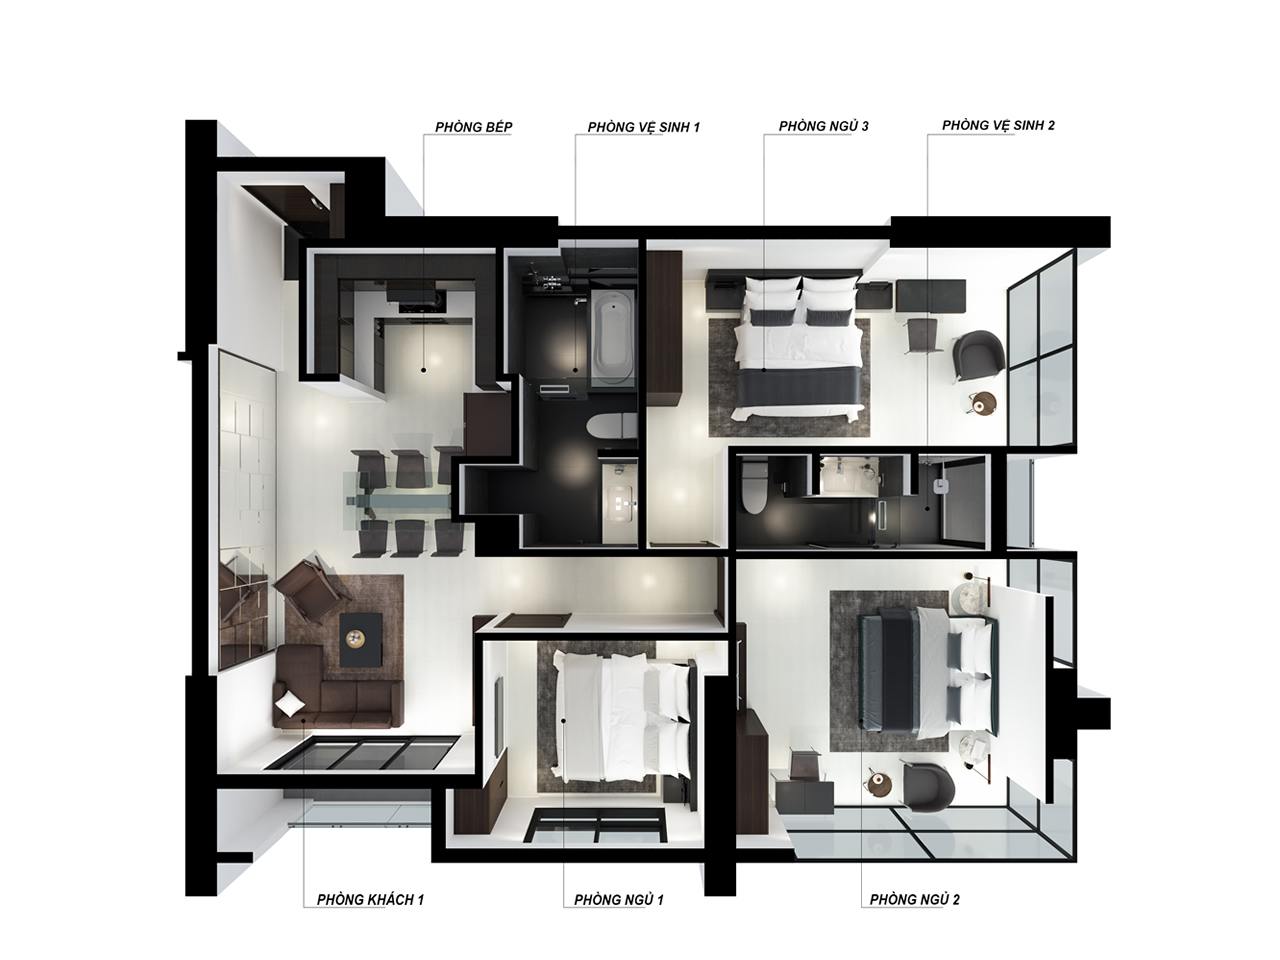 PHÒNG BẾP
PHÒNG VỆ SINH 1
PHÒNG NGỦ 3
PHÒNG VỆ SINH 2
PHÒNG KHÁCH 1
PHÒNG NGỦ 1
PHÒNG NGỦ 2